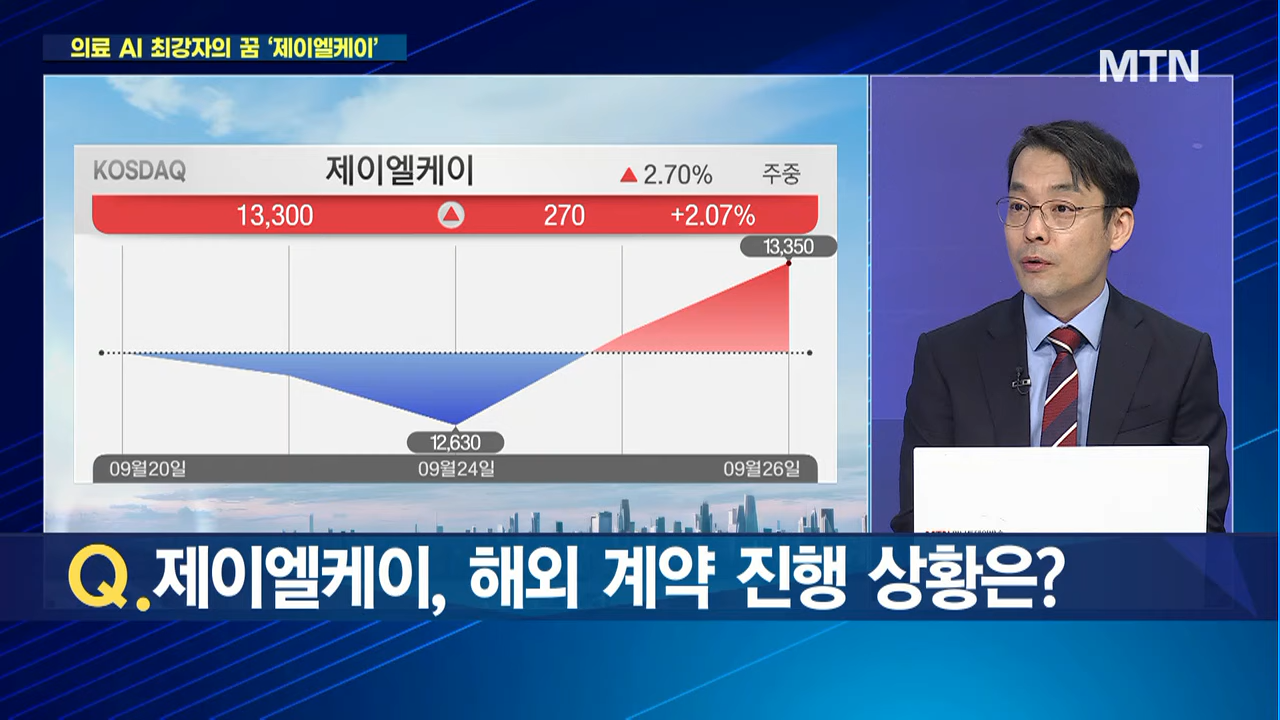 의료 AI 최강자의 꿈 '제이엘케이'
MTN
KOSDAQ 제이엘케이 ▲ 2.70% 주중
13,300 ▲ 270 +2.07%
13,350
12,630
09월20일 09월24일 09월26일
Q. 제이엘케이, 해외 계약 진행 상황은?